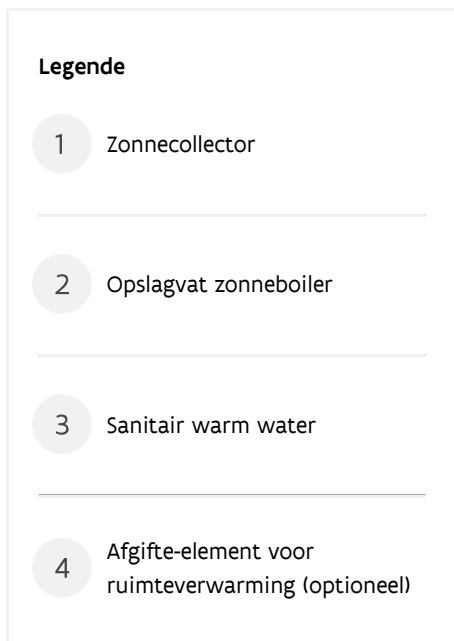 Legende
1 Zonnecollector
2 Opslagvat zonneboiler
3 Sanitair warm water
4 Afgifte-element voor
ruimteverwarming (optioneel)